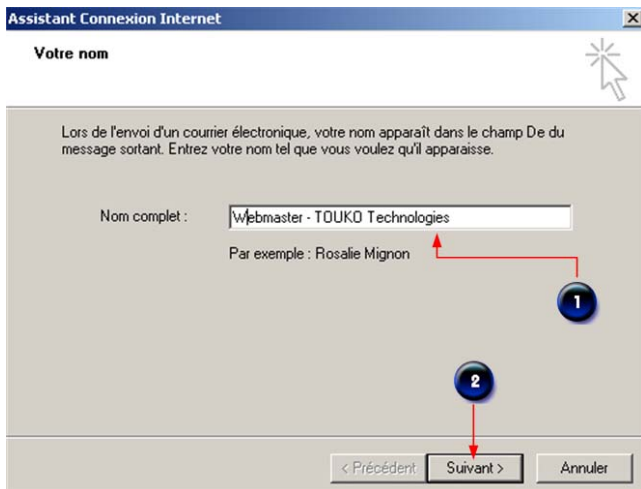 Assistant Connexion Internet
Votre nom
Lors de l'envoi d'un courrier électronique, votre nom apparaît dans le champ De du
message sortant. Entrez votre nom tel que vous voulez qu'il apparaisse.
Nom complet :
Webmaster - TOUKO Technologies
Par exemple : Rosalie Mignon
1
2
< Précédent
Suivant >
Annuler